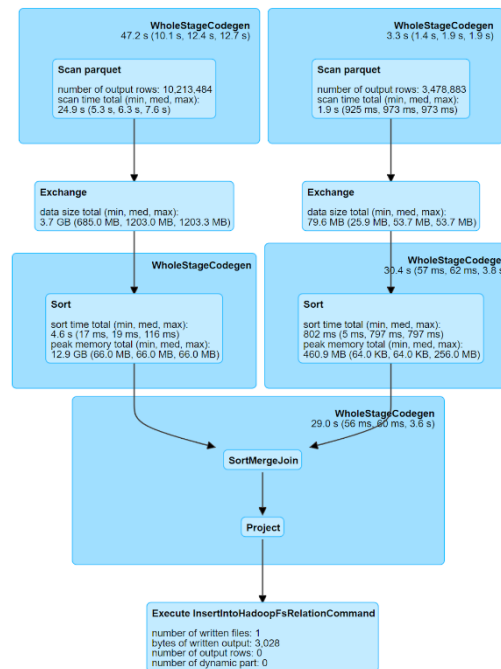 WholeStageCodegen
47.2 s (10.1 s, 12.4 s, 12.7 s)
Scan parquet
number of output rows: 10,213,484
scan time total (min, med, max):
24.9 s (5.3 s, 6.3 s, 7.6 s)
WholeStageCodegen
3.3 s (1.4 s, 1.9 s, 1.9 s)
Scan parquet
number of output rows: 3,478,883
scan time total (min, med, max):
1.9 s (925 ms, 973 ms, 973 ms)
Exchange
data size total (min, med, max):
3.7 GB (685.0 MB, 1203.0 MB, 1203.3 MB)
Exchange
data size total (min, med, max):
79.6 MB (25.9 MB, 53.7 MB, 53.7 MB)
WholeStageCodegen
Sort
sort time total (min, med, max):
4.6 s (17 ms, 19 ms, 116 ms)
peak memory total (min, med, max):
12.9 GB (66.0 MB, 66.0 MB, 66.0 MB)
WholeStageCodegen
30.4 s (57 ms, 62 ms, 3.8 s
Sort
sort time total (min, med, max):
802 ms (5 ms, 797 ms, 797 ms)
peak memory total (min, med, max):
460.9 MB (64.0 KB, 64.0 KB, 256.0 MB)
WholeStageCodegen
29.0 s (56 ms, 60 ms, 3.6 s)
SortMergeJoin
Project
Execute InsertIntoHadoopFsRelationCommand
number of written files: 1
bytes of written output: 3,028
number of output rows: 0
number of dynamic part: 0